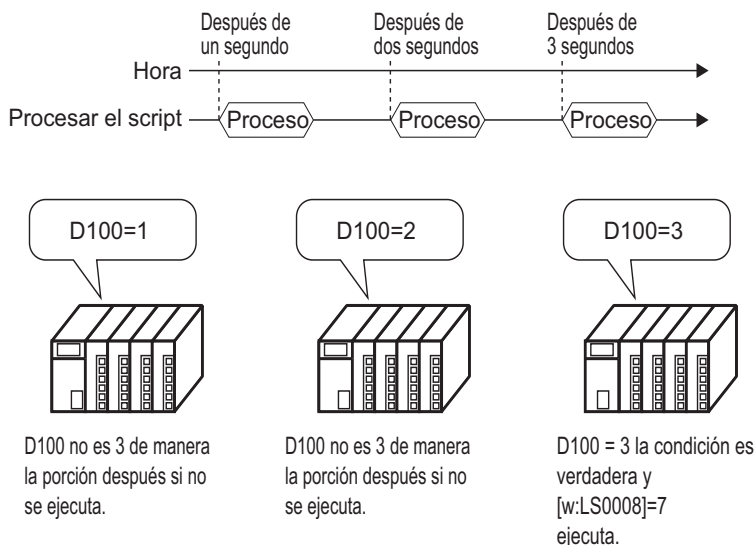 Después de
un segundo
Después de
dos segundos
Después de
3 segundos
Hora
Procesar el script
Proceso
Proceso
Proceso
D100=1
D100=2
D100=3
D100 no es 3 de manera
la porción después si no
se ejecuta.
D100 no es 3 de manera
la porción después si no
se ejecuta.
D100 = 3 la condición es
verdadera y
[w:LS0008]=7
ejecuta.